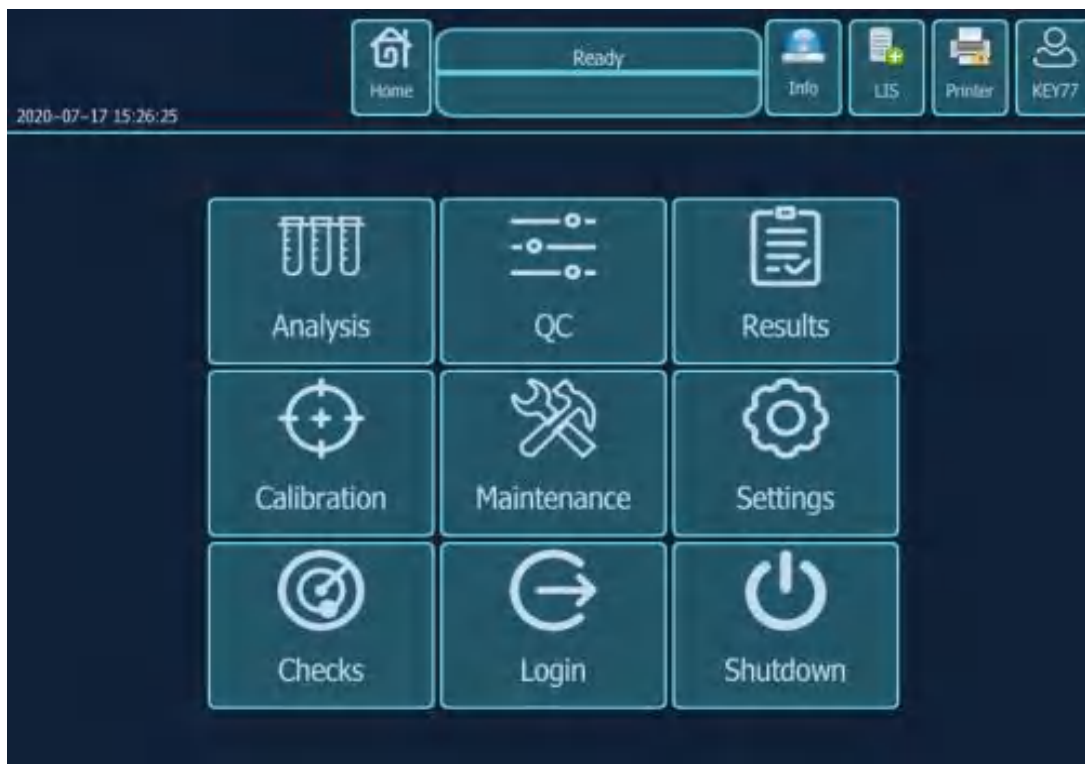 Ready
Home
Info
LIS
Printer
KEY77
2020-07-17 15:26:25
Analysis
QC
Results
Calibration
Maintenance
Settings
Checks
Login
Shutdown